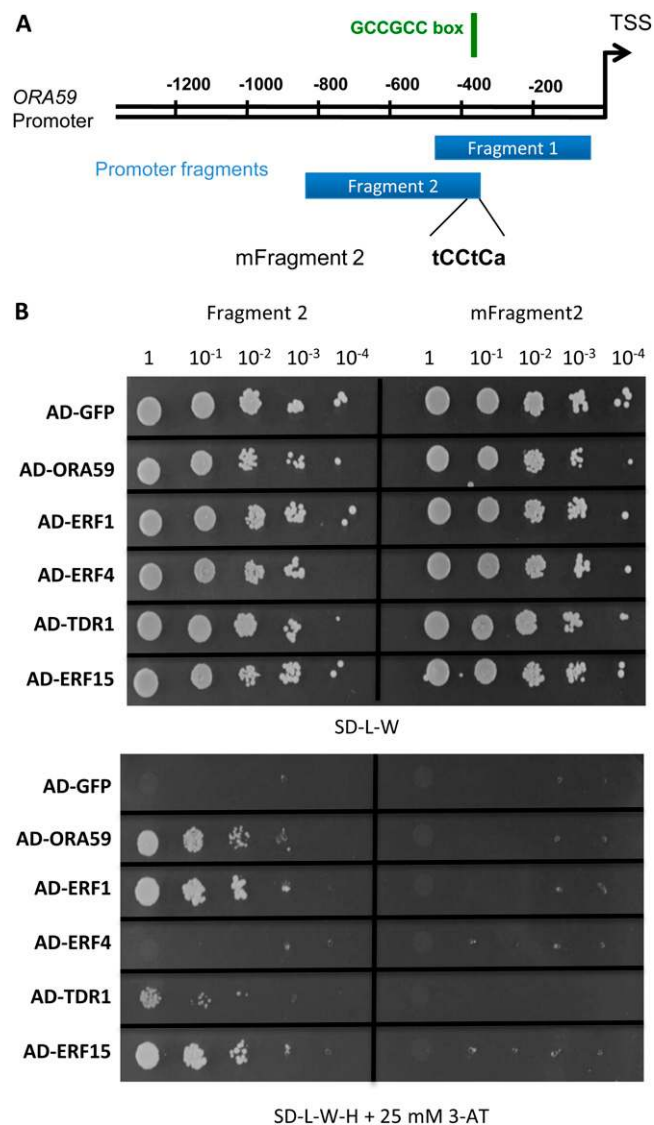 A
GCCGCC box
TSS
-1200 -1000 -800 -600 -400 -200
ORA59
Promoter
Fragment 1
Promoter fragments
Fragment 2
mFragment 2 tCCtCa
B
Fragment 2 mFragment2
1 10-1 10-2 10-3 10-4 1 10-1 10-2 10-3 10-4
AD-GFP
AD-ORA59
AD-ERF1
AD-ERF4
AD-TDR1
AD-ERF15
SD-L-W
AD-GFP
AD-ORA59
AD-ERF1
AD-ERF4
AD-TDR1
AD-ERF15
SD-L-W-H + 25 mM 3-AT